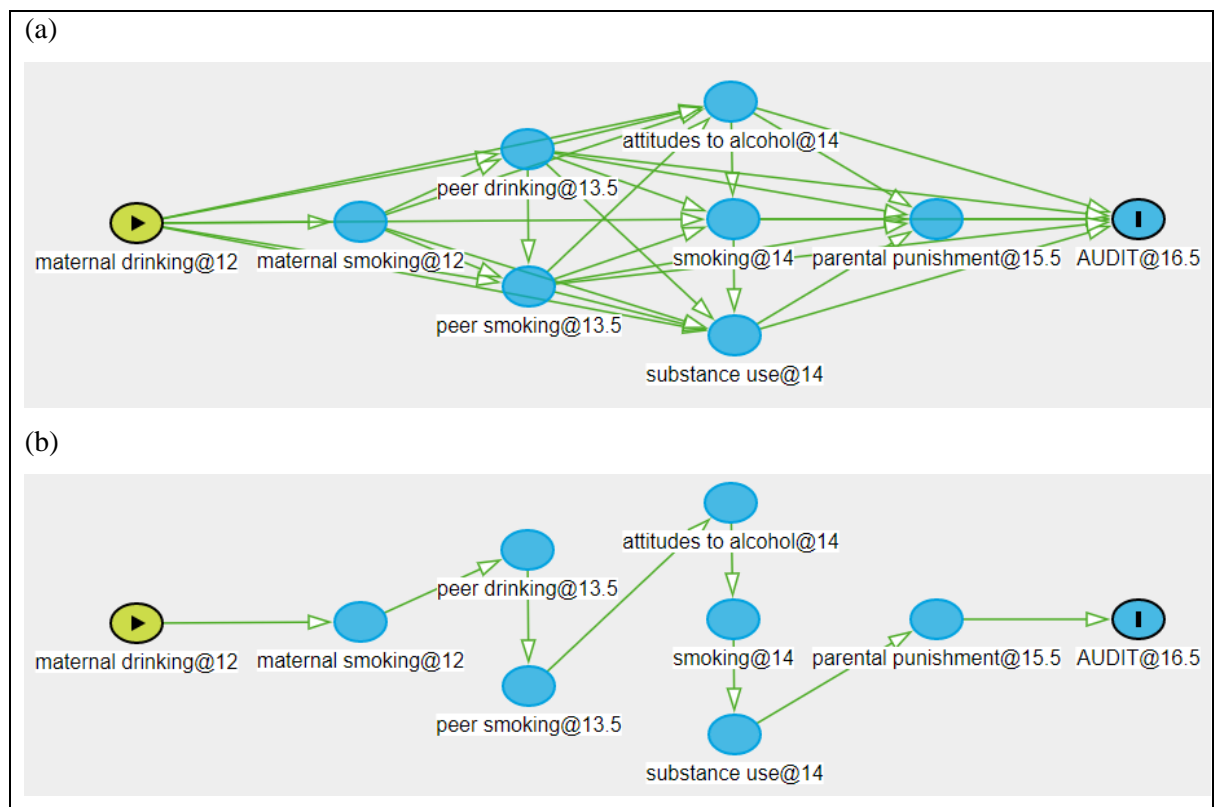 (a)
attitudes to alcohol@14
peer drinking@13.5
maternal drinking@12
maternal smoking@12
smoking@14
parental punishment@15.5
AUDIT@16.5
peer smoking@13.5
substance use@14
(b)
attitudes to alcohol@14
peer drinking@13.5
maternal drinking@12
maternal smoking@12
smoking@14
parental punishment@15.5
AUDIT@16.5
peer smoking@13.5
substance use@14